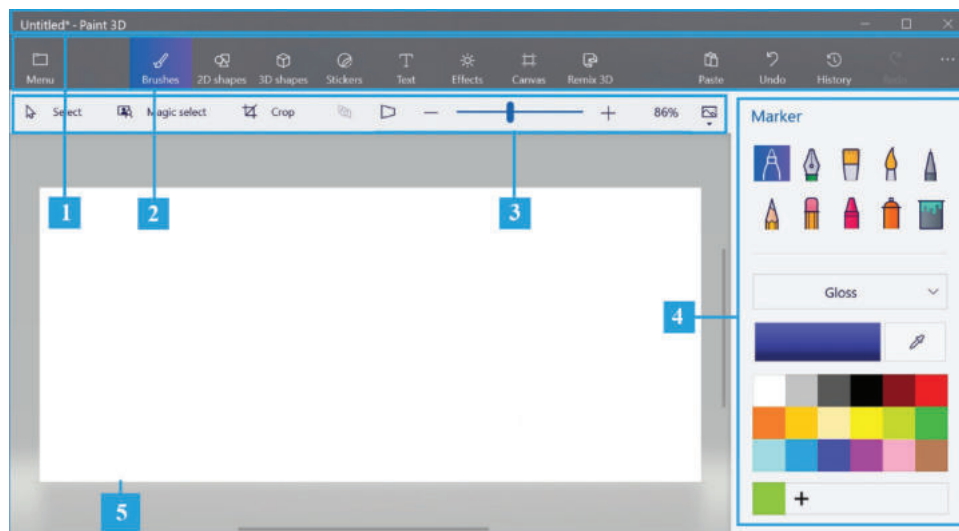 Untitled* - Paint 3D
Menu Brushes 2D shapes 3D shapes Stickers Text Effects Canvas Remix 3D Paste Undo History Redo ...
Select Magic select Crop 86%
Marker
1 2 3
4
Gloss
5